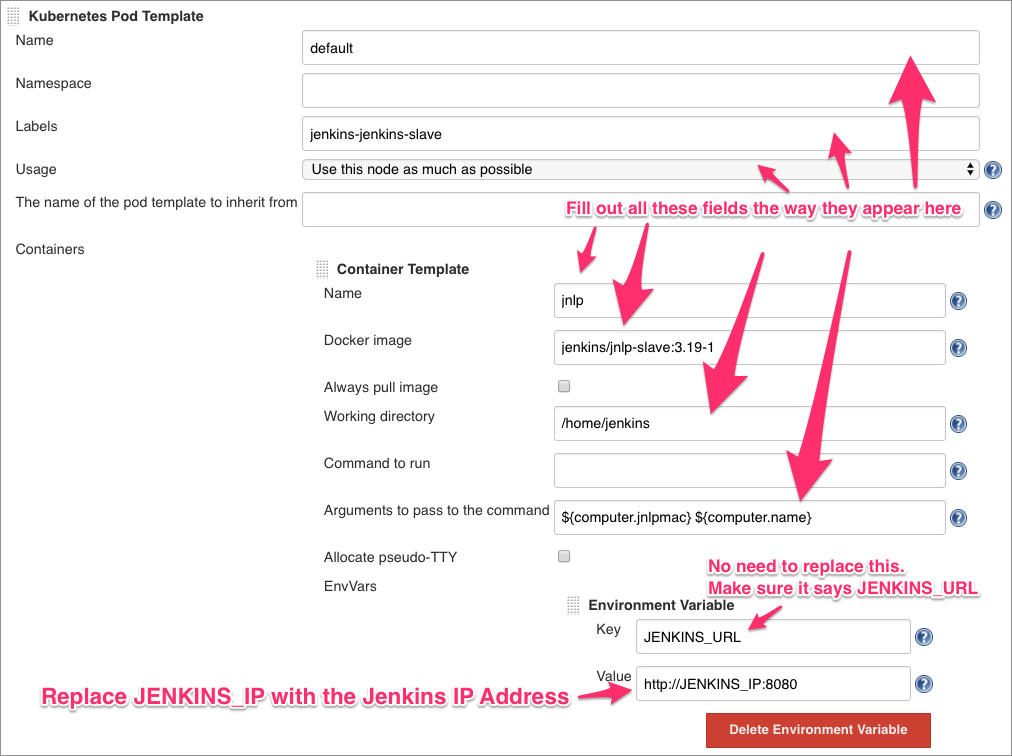 Kubernetes Pod Template
Name
default
Namespace
Labels
jenkins-jenkins-slave
Usage
Use this node as much as possible
The name of the pod template to inherit from
Fill out all these fields the way they appear here
Containers
Container Template
Name
jnlp
Docker image
jenkins/jnlp-slave:3.19-1
Always pull image
Working directory
/home/jenkins
Command to run
Arguments to pass to the command
${computer.jnlpmac} ${computer.name}
Allocate pseudo-TTY
EnvVars
No need to replace this.
Make sure it says JENKINS_URL
Environment Variable
Key
JENKINS_URL
Value
http://JENKINS_IP:8080
Replace JENKINS_IP with the Jenkins IP Address
Delete Environment Variable